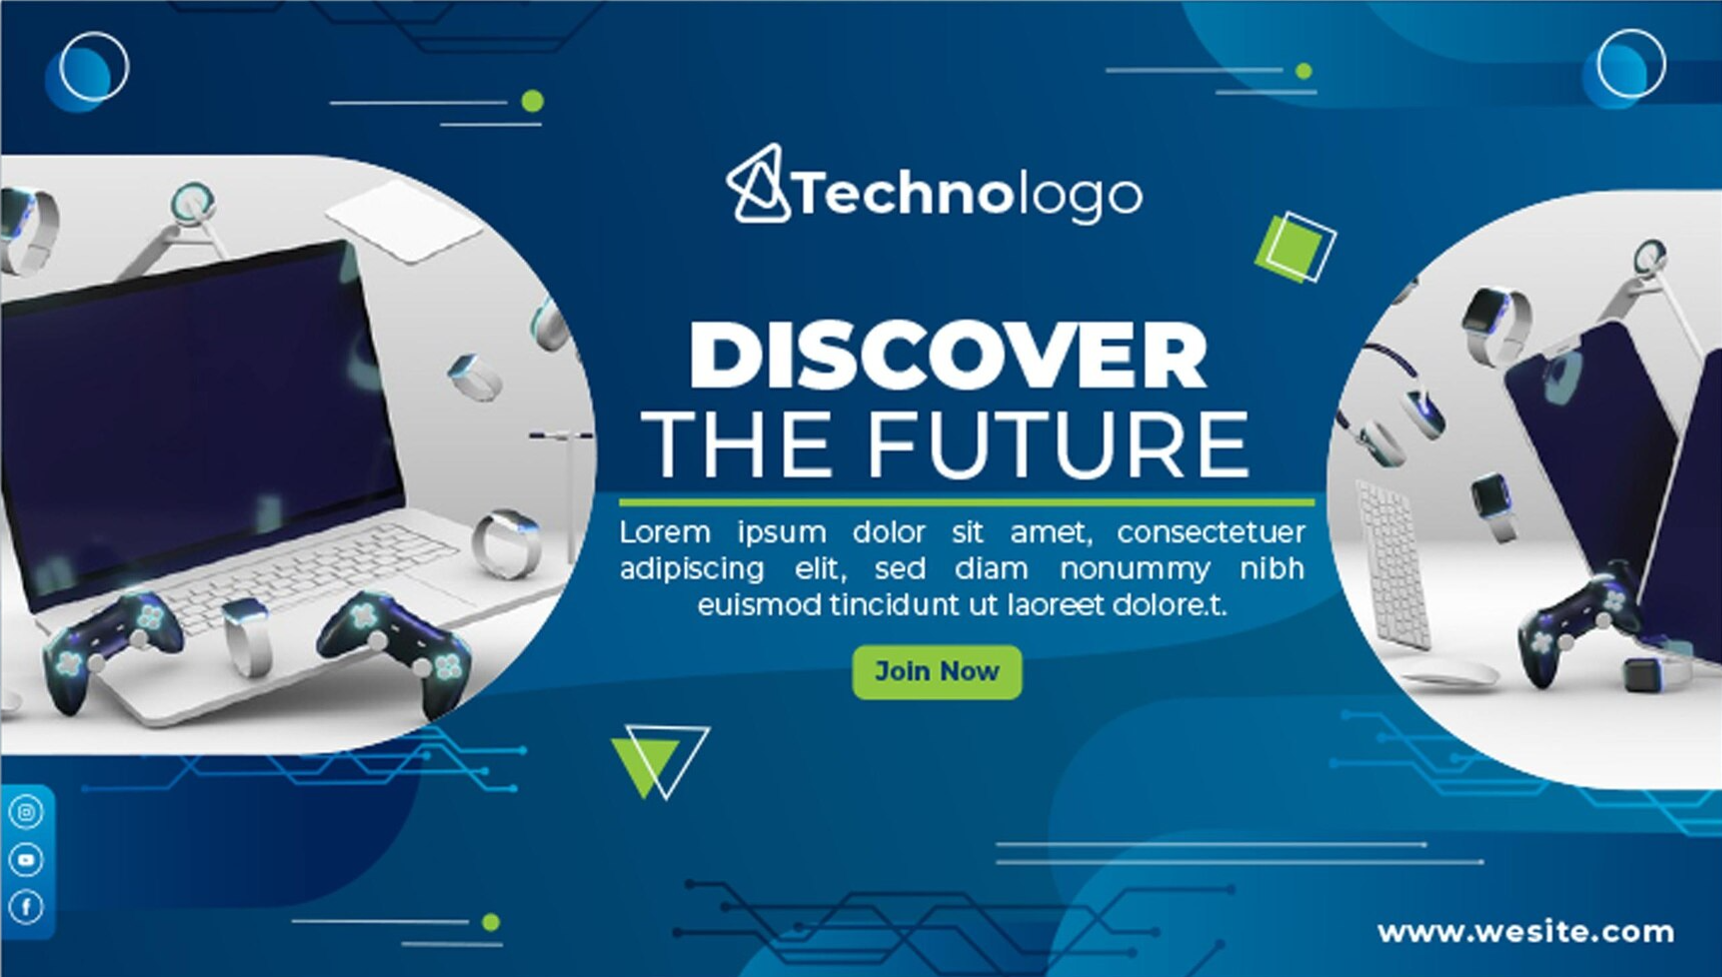 Technologo
DISCOVER
THE FUTURE
Lorem ipsum dolor sit amet, consectetuer
adipiscing elit, sed diam nonummy nibh
euismod tincidunt ut laoreet dolore.t.
Join Now
www.wesite.com